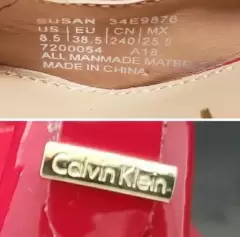 SUSAN 34E9876
US EU CN MX
8.5 38.5 240 25.5
7200054 A18
ALL MANMADE MATER
MADE IN CHINA
Calvin Klein